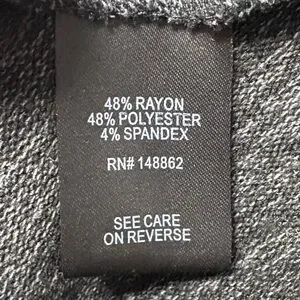 48% RAYON
48% POLYESTER
4% SPANDEX
RN# 148862
SEE CARE
ON REVERSE